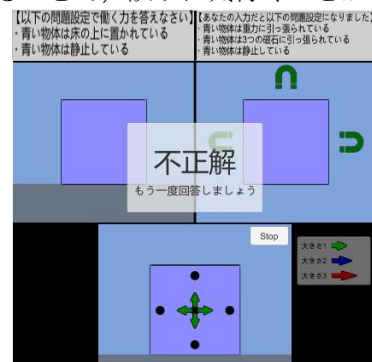 【以下の問題設定で働く力を答えなさい】
・青い物体は床の上に置かれている
・青い物体は静止している
【あなたの入力だと以下の問題設定になりました】
・青い物体は重力に引っ張られている
・青い物体は3つの磁石に引っ張られている
・青い物体は静止している
不正解
もう一度回答しましょう
Stop
大きさ1
大きさ2
大きさ3